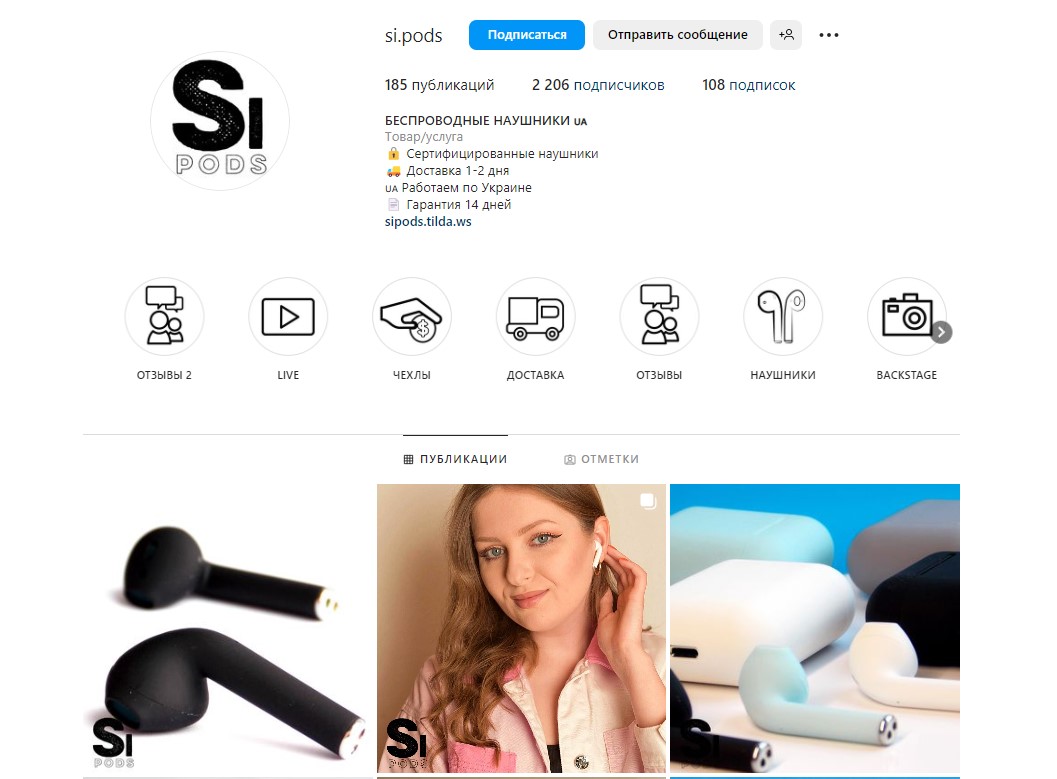 si.pods Подписаться Отправить сообщение
Si
PODS
185 публикаций 2 206 подписчиков 108 подписок
БЕСПРОВОДНЫЕ НАУШНИКИ UA
Товар/услуга
🔒 Сертифицированные наушники
🚚 Доставка 1-2 дня
UA Работаем по Украине
📄 Гарантия 14 дней
sipods.tilda.ws
ОТЗЫВЫ 2 LIVE ЧЕХЛЫ ДОСТАВКА ОТЗЫВЫ НАУШНИКИ BACKSTAGE
ПУБЛИКАЦИИ ОТМЕТКИ
Si
PODS
Si
PODS
Si
PODS